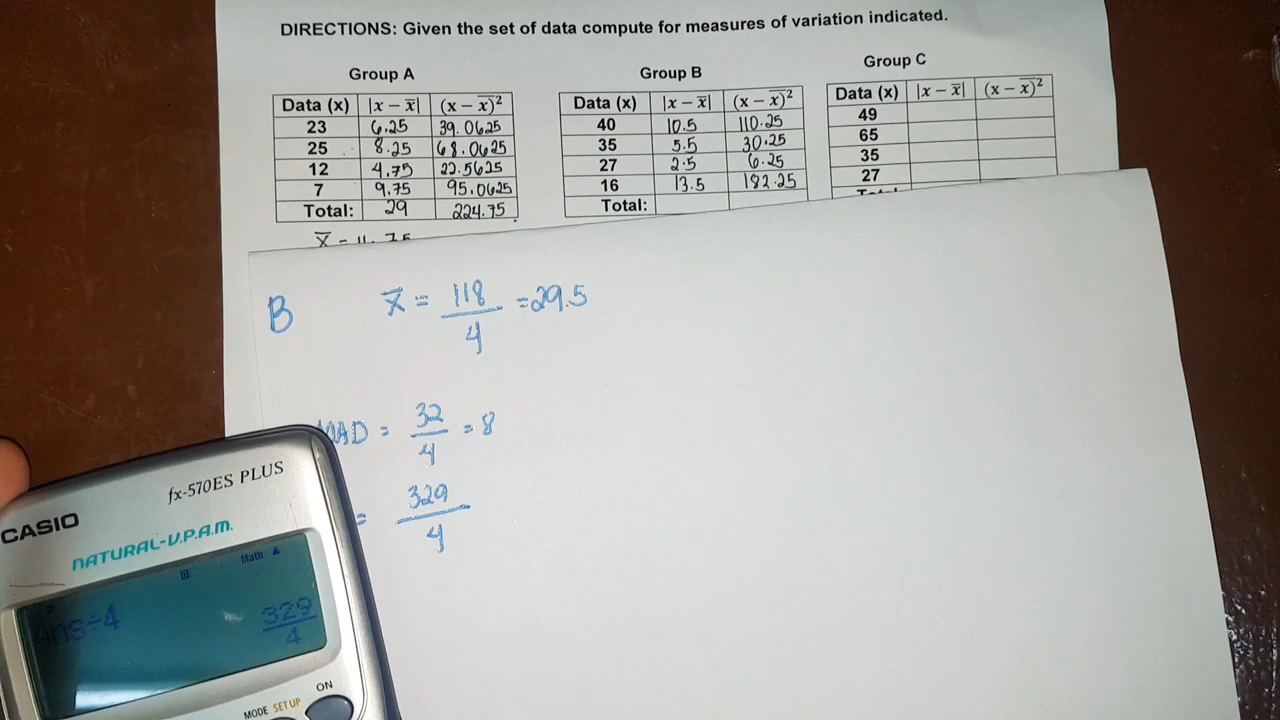 DIRECTIONS: Given the set of data compute for measures of variation indicated.
Group A
Data (x) |x − x̅| (x − x̅)²
23 6.25 39.0625
25 8.25 68.0625
12 4.75 22.5625
7 9.75 95.0625
Total: 29 224.75
Group B
Data (x) |x − x̅| (x − x̅)²
40 10.5 110.25
35 5.5 30.25
27 2.5 6.25
16 13.5 182.25
Total:
Group C
Data (x) |x − x̅| (x − x̅)²
49
65
35
27
B x̅ = 118/4 = 29.5
MAD = 32/4 = 8
= 329/4
CASIO fx-570ES PLUS
NATURAL-V.P.A.M.
D Math ▲
Ans÷4
329/4
MODE SETUP ON